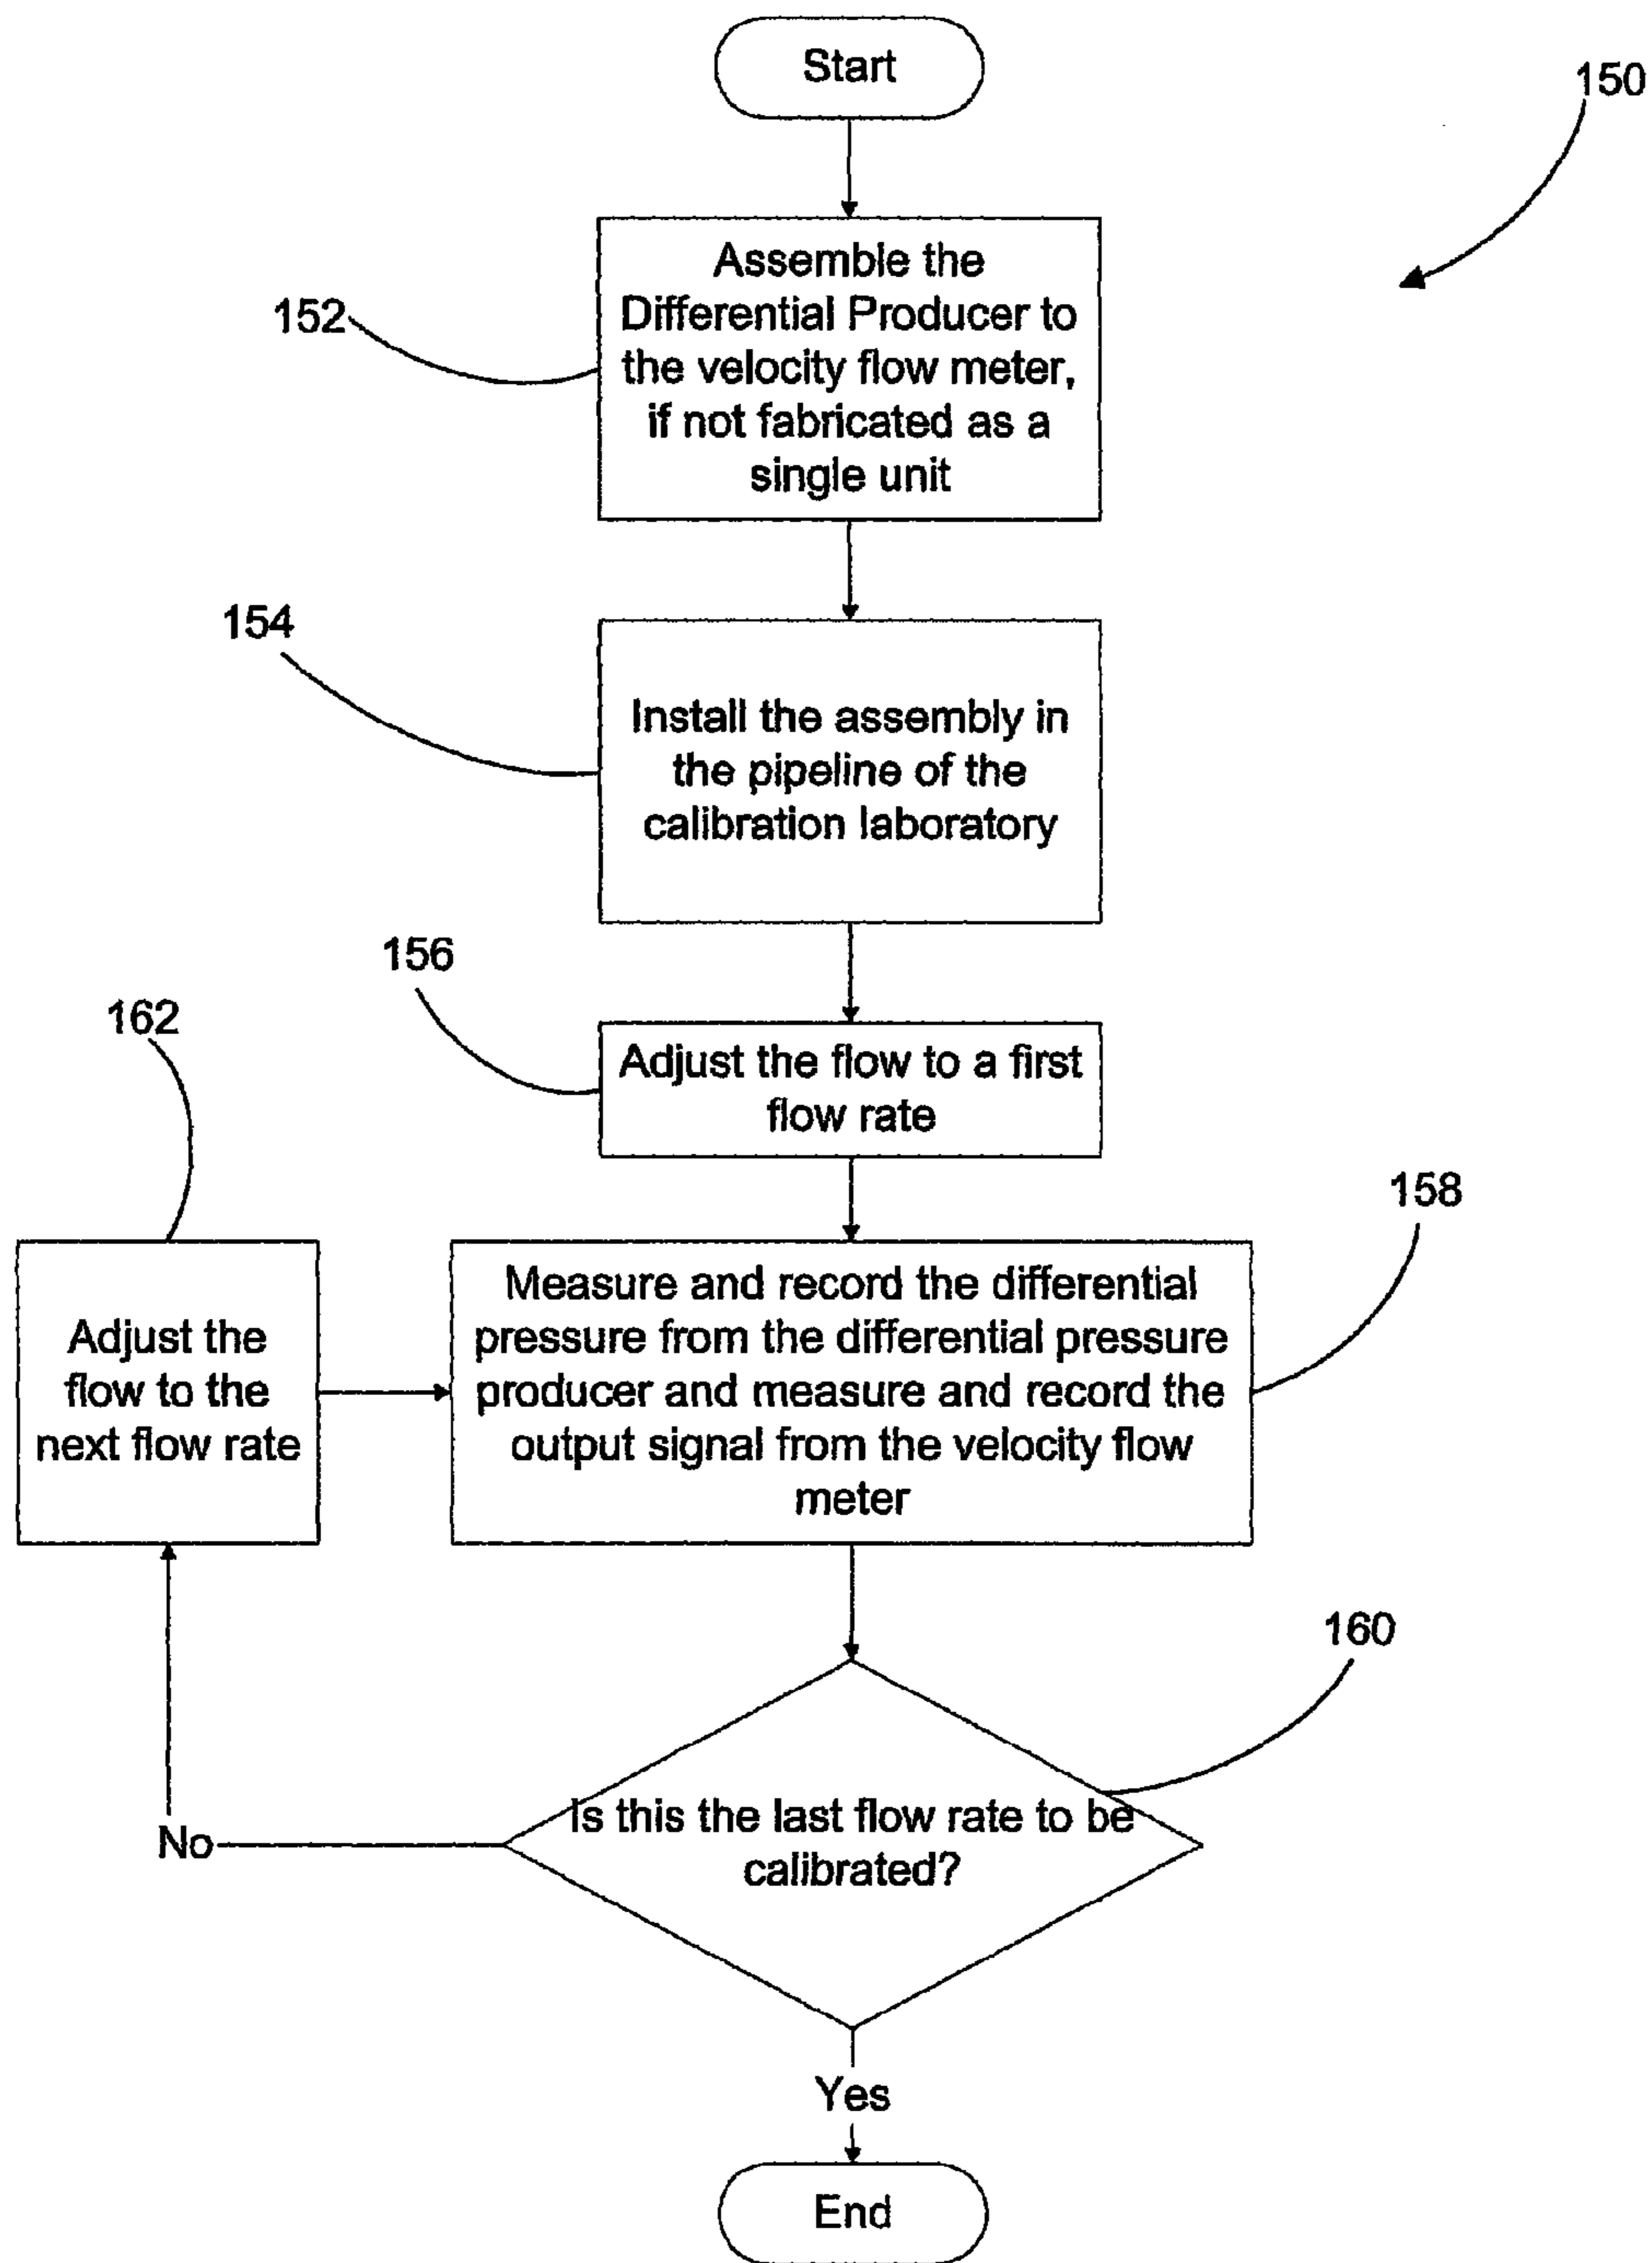 Start
150
Assemble the
Differential Producer to
the velocity flow meter,
if not fabricated as a
single unit
152
154
Install the assembly in
the pipeline of the
calibration laboratory
156
Adjust the flow to a first
flow rate
162
158
Adjust the
flow to the
next flow rate
Measure and record the differential
pressure from the differential pressure
producer and measure and record the
output signal from the velocity flow
meter
160
Is this the last flow rate to be
calibrated?
No
Yes
End